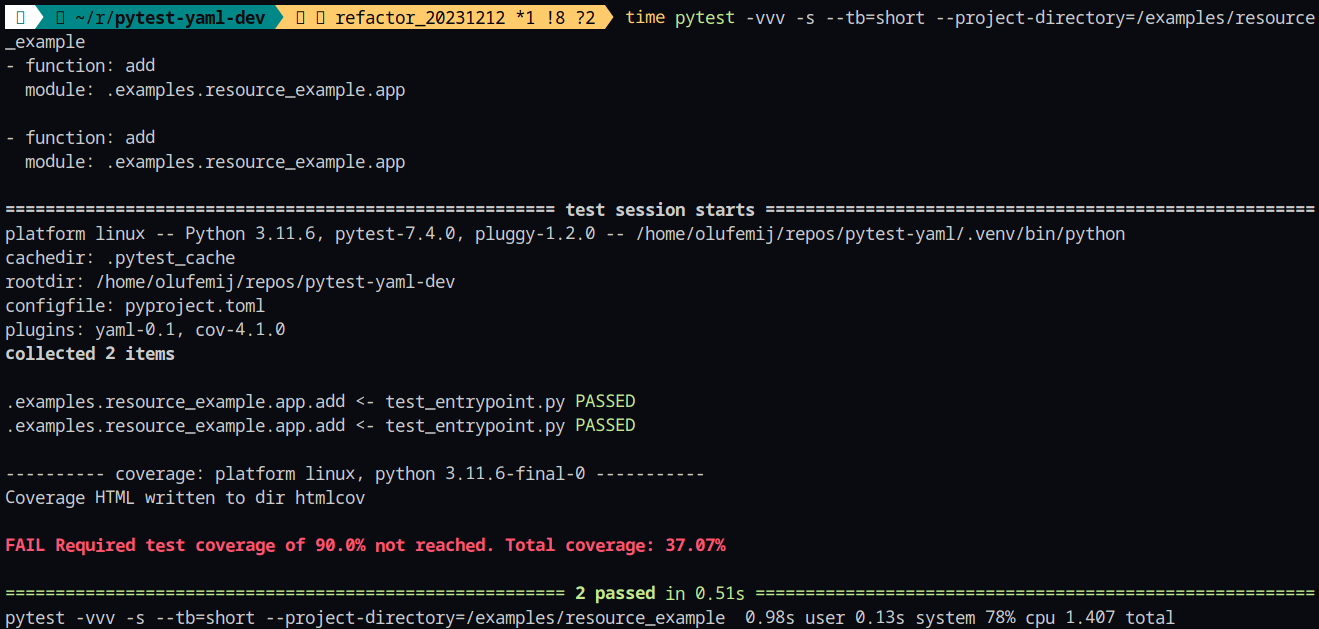 ~/r/pytest-yaml-dev refactor_20231212 *1 !8 ?2 time pytest -vvv -s --tb=short --project-directory=/examples/resource
_example
- function: add
  module: .examples.resource_example.app
- function: add
  module: .examples.resource_example.app
======================================================= test session starts =======================================================
platform linux -- Python 3.11.6, pytest-7.4.0, pluggy-1.2.0 -- /home/olufemij/repos/pytest-yaml/.venv/bin/python
cachedir: .pytest_cache
rootdir: /home/olufemij/repos/pytest-yaml-dev
configfile: pyproject.toml
plugins: yaml-0.1, cov-4.1.0
collected 2 items
.examples.resource_example.app.add <- test_entrypoint.py PASSED
.examples.resource_example.app.add <- test_entrypoint.py PASSED
---------- coverage: platform linux, python 3.11.6-final-0 -----------
Coverage HTML written to dir htmlcov
FAIL Required test coverage of 90.0% not reached. Total coverage: 37.07%
======================================================== 2 passed in 0.51s ========================================================
pytest -vvv -s --tb=short --project-directory=/examples/resource_example  0.98s user 0.13s system 78% cpu 1.407 total